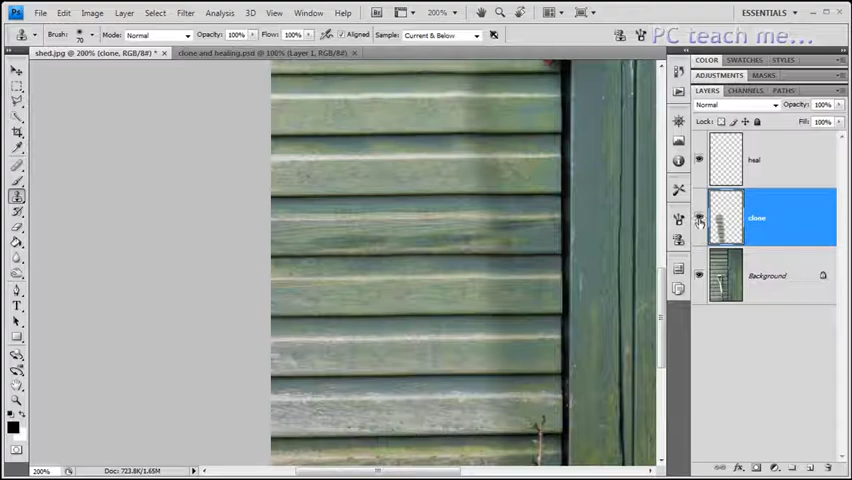 Ps File Edit Image Layer Select Filter Analysis 3D View Window Help Br 200% ESSENTIALS
Brush: 70 Mode: Normal Opacity: 100% Flow: 100% Aligned Sample: Current & Below PC teach me...
shed.jpg @ 200% (clone, RGB/8#) * × clone and healing.psd @ 100% (Layer 1, RGB/8#) ×
COLOR SWATCHES STYLES
ADJUSTMENTS MASKS
LAYERS CHANNELS PATHS
Normal Opacity: 100%
Lock: Fill: 100%
heal
clone
Background
200% Doc: 723.8K/1.65M